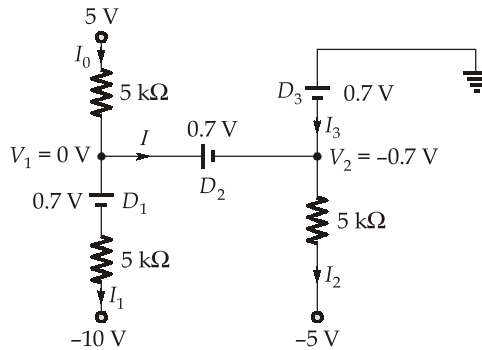 5 V
I₀
5 kΩ
D₃ 0.7 V
I 0.7 V
I₃
V₁ = 0 V
V₂ = –0.7 V
D₂
0.7 V D₁
5 kΩ
5 kΩ
I₁
I₂
–10 V
–5 V